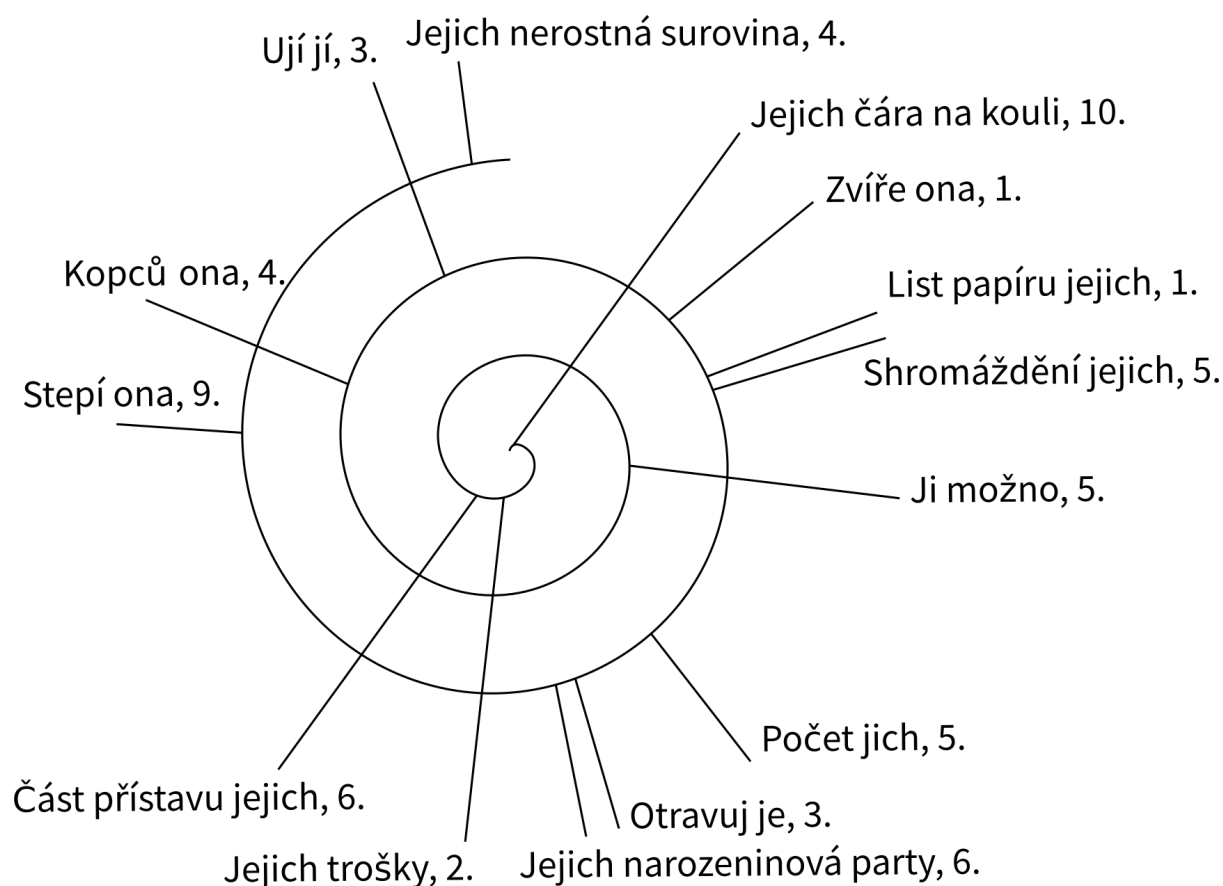 Ují jí, 3.
Jejich nerostná surovina, 4.
Jejich čára na kouli, 10.
Zvíře ona, 1.
List papíru jejich, 1.
Kopců ona, 4.
Shromáždění jejich, 5.
Stepí ona, 9.
Ji možno, 5.
Počet jich, 5.
Část přístavu jejich, 6.
Otravuj je, 3.
Jejich trošky, 2.
Jejich narozeninová party, 6.